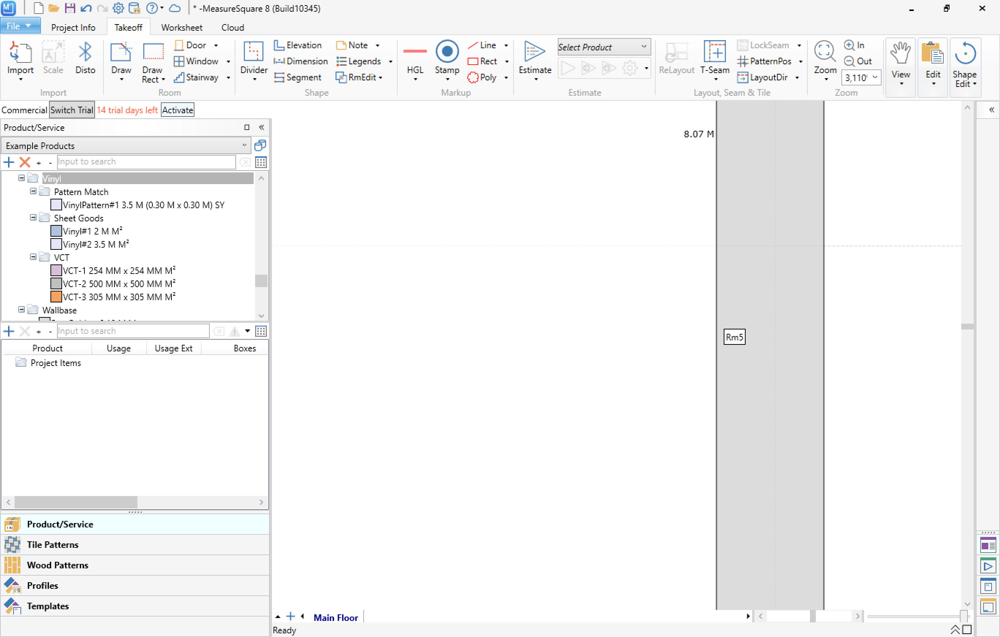 * -MeasureSquare 8 (Build10345)
File
Project Info
Takeoff
Worksheet
Cloud
Import
Scale
Disto
Import
Draw
Draw Rect
Door
Window
Stairway
Room
Divider
Elevation
Dimension
Segment
Note
Legends
RmEdit
Shape
HGL
Stamp
Line
Rect
Poly
Markup
Estimate
Select Product
Estimate
ReLayout
T-Seam
LockSeam
PatternPos
LayoutDir
Layout, Seam & Tile
Zoom
In
Out
3,110
Zoom
View
Edit
Shape Edit
Commercial Switch Trial 14 trial days left Activate
Product/Service
Example Products
+ - Input to search
Vinyl
Pattern Match
VinylPattern#1 3.5 M (0.30 M x 0.30 M) SY
Sheet Goods
Vinyl#1 2 M M²
Vinyl#2 3.5 M M²
VCT
VCT-1 254 MM x 254 MM M²
VCT-2 500 MM x 500 MM M²
VCT-3 305 MM x 305 MM M²
Wallbase
+ - Input to search
Product Usage Usage Ext Boxes
Project Items
Product/Service
Tile Patterns
Wood Patterns
Profiles
Templates
8.07 M
Rm5
Main Floor
Ready